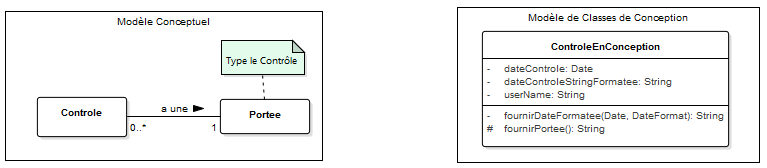 Modèle Conceptuel
Type le Contrôle
Controle
a une
Portee
0..*
1
Modèle de Classes de Conception
ControleEnConception
- dateControle: Date
- dateControleStringFormatee: String
- userName: String
- fournirDateFormatee(Date, DateFormat): String
# fournirPortee(): String